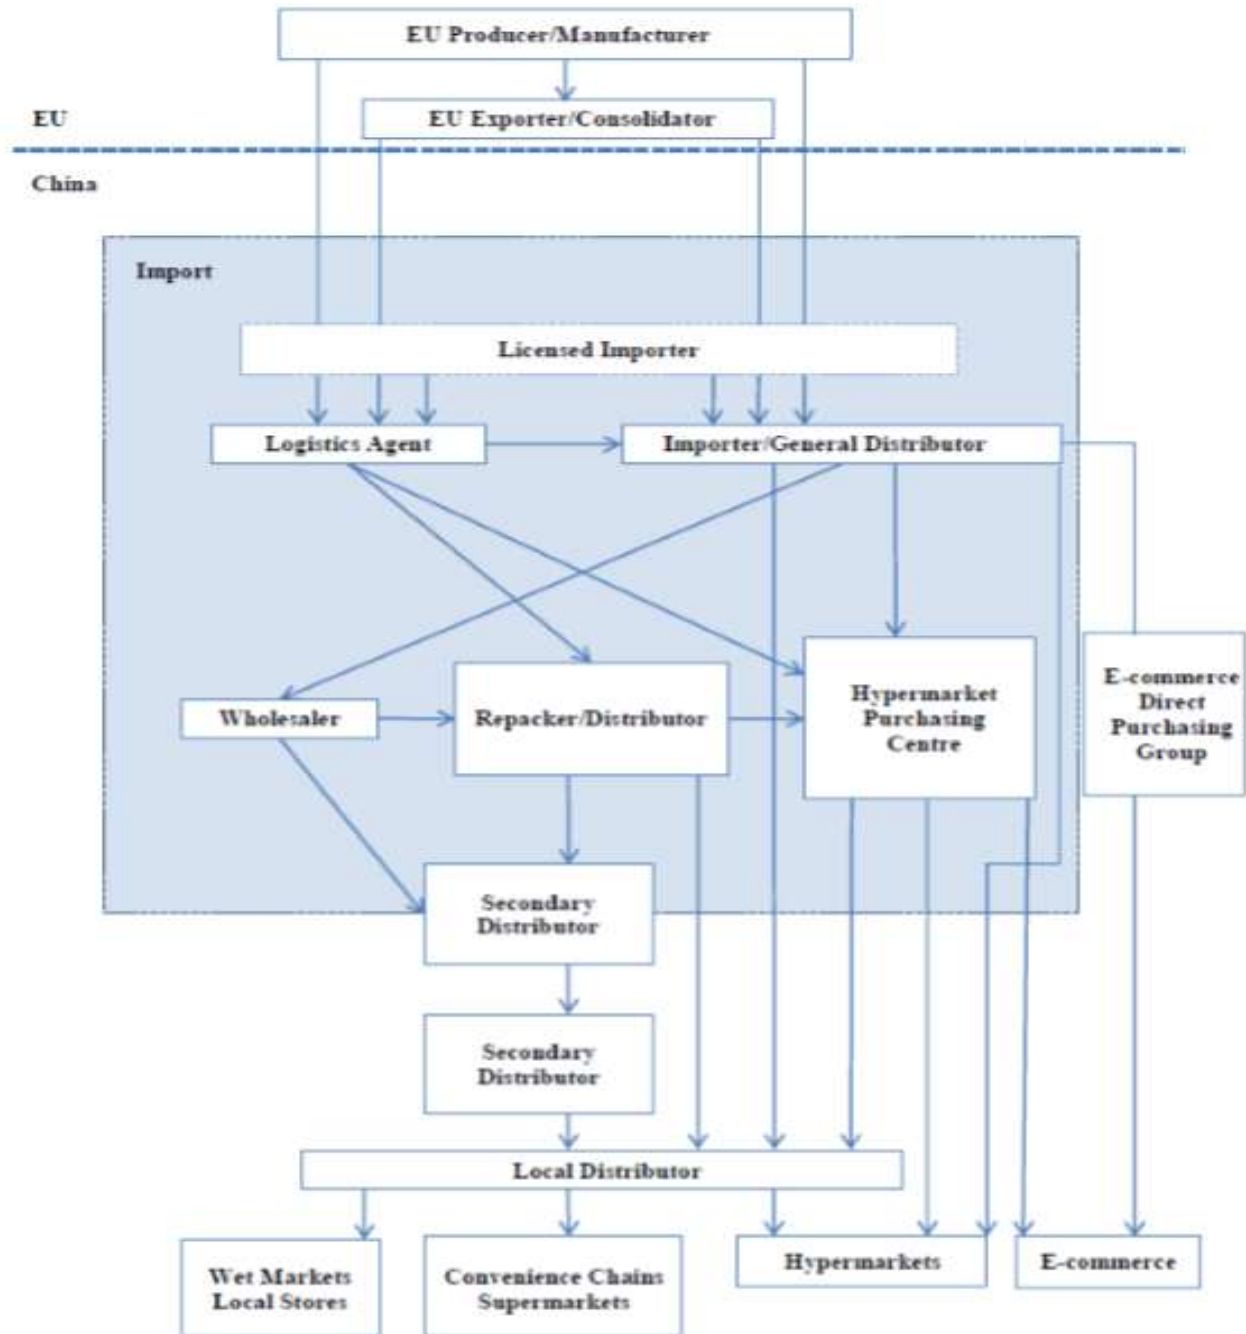 EU Producer/Manufacturer
EU Exporter/Consolidator
EU
China
Import
Licensed Importer
Logistics Agent
Importer/General Distributor
Wholesaler
Repacker/Distributor
Hypermarket
Purchasing
Centre
E-commerce
Direct
Purchasing
Group
Secondary
Distributor
Secondary
Distributor
Local Distributor
Wet Markets
Local Stores
Convenience Chains
Supermarkets
Hypermarkets
E-commerce